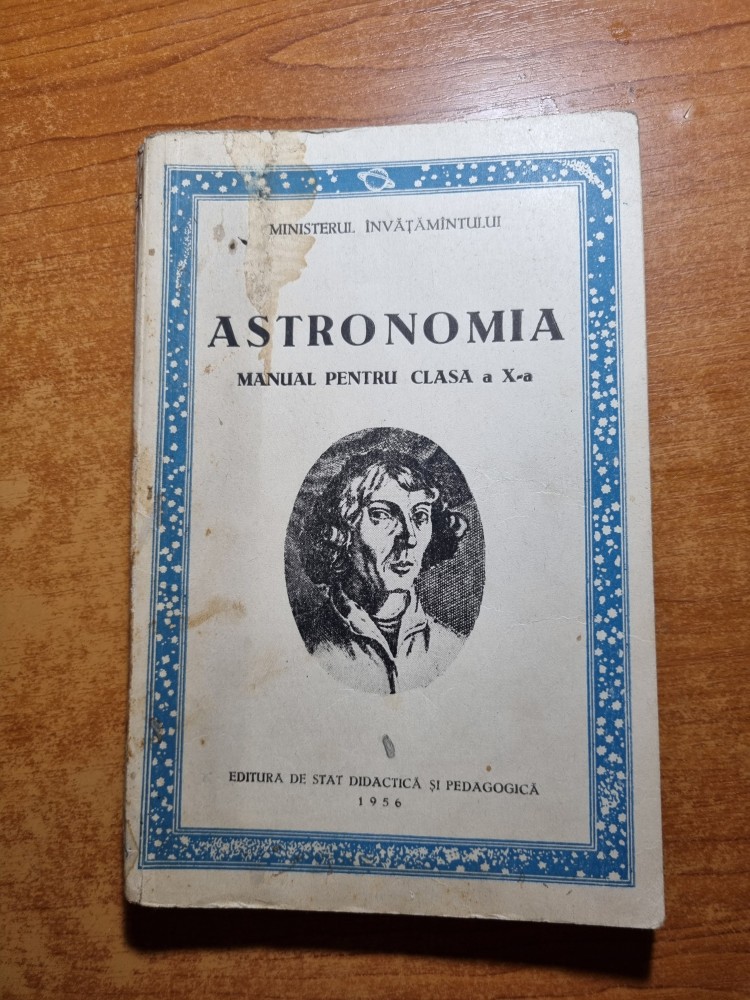 MINISTERUL ÎNVĂȚĂMÎNTULUI
ASTRONOMIA
MANUAL PENTRU CLASA a X-a
EDITURA DE STAT DIDACTICĂ ȘI PEDAGOGICĂ
1956